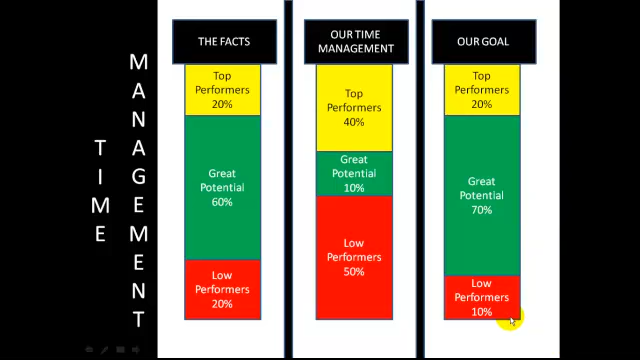 TIME
MANAGEMENT
THE FACTS
Top
Performers
20%
Great
Potential
60%
Low
Performers
20%
OUR TIME
MANAGEMENT
Top
Performers
40%
Great
Potential
10%
Low
Performers
50%
OUR GOAL
Top
Performers
20%
Great
Potential
70%
Low
Performers
10%